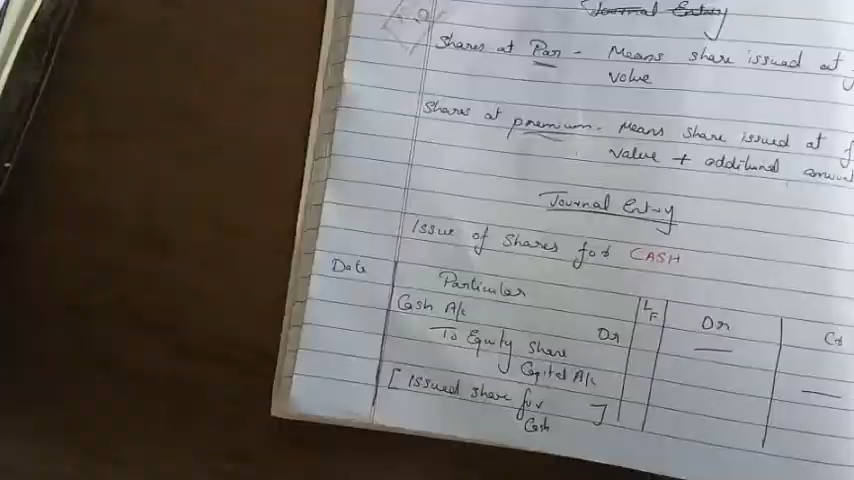 Journal Entry
Shares at Par - Means share issued at
value
Shares at premium - Means share issued at f
value + additional amount
Journal Entry
Issue of Shares for CASH
Date Particular L F Dr Cr
Cash A/c Dr —
To Equity share
Capital A/c —
[ Issued share for
Cash ]